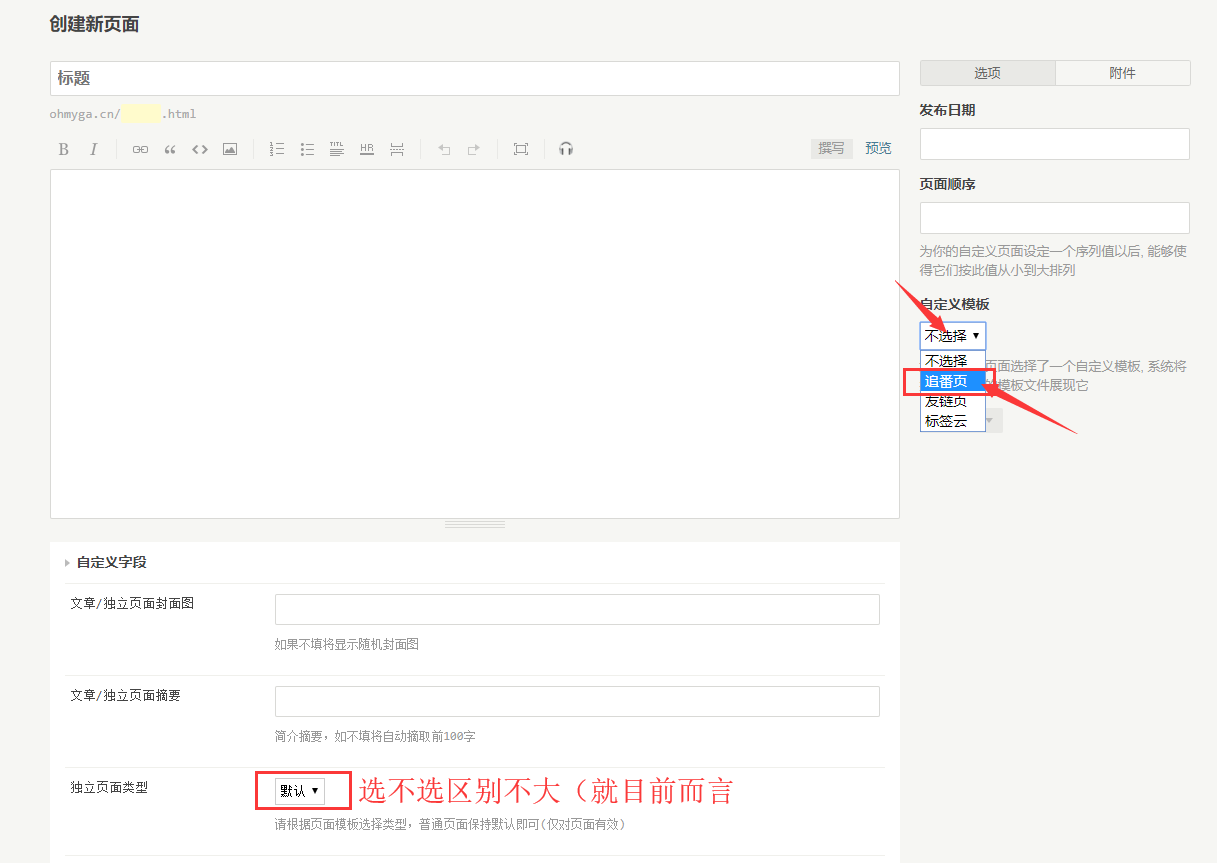 创建新页面
标题
ohmyga.cn/ .html
B I TITL HR 撰写 预览
自定义字段
文章/独立页面封面图
如果不填将显示随机封面图
文章/独立页面摘要
简介摘要，如不填将自动摘取前100字
独立页面类型
默认 选不选区别不大（就目前而言
请根据页面模板选择类型，普通页面保持默认即可(仅对页面有效)
选项 附件
发布日期
页面顺序
为你的自定义页面设定一个序列值以后, 能够使
得它们按此值从小到大排列
自定义模板
不选择
不选择
页面选择了一个自定义模板, 系统将
追番页
模板文件展现它
友链页
标签云